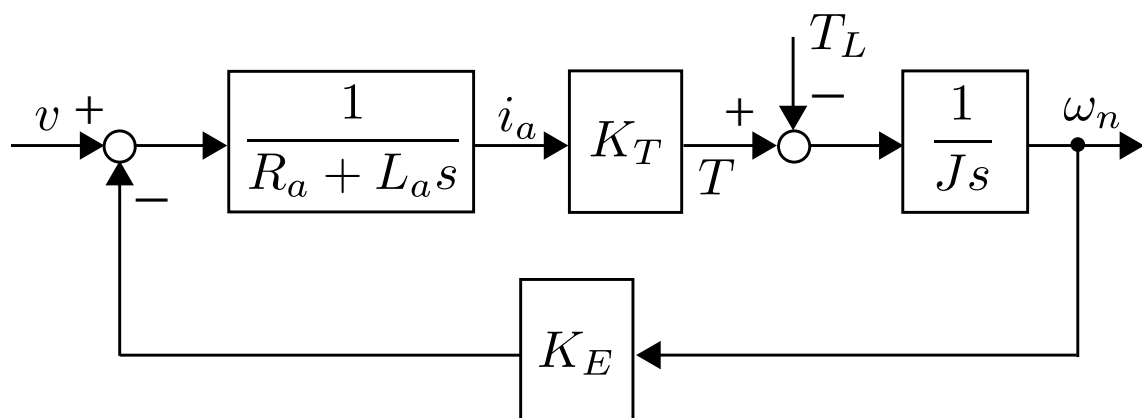 v + − 1/(R_a + L_a s) i_a K_T + T T_L − 1/(Js) ω_n
K_E